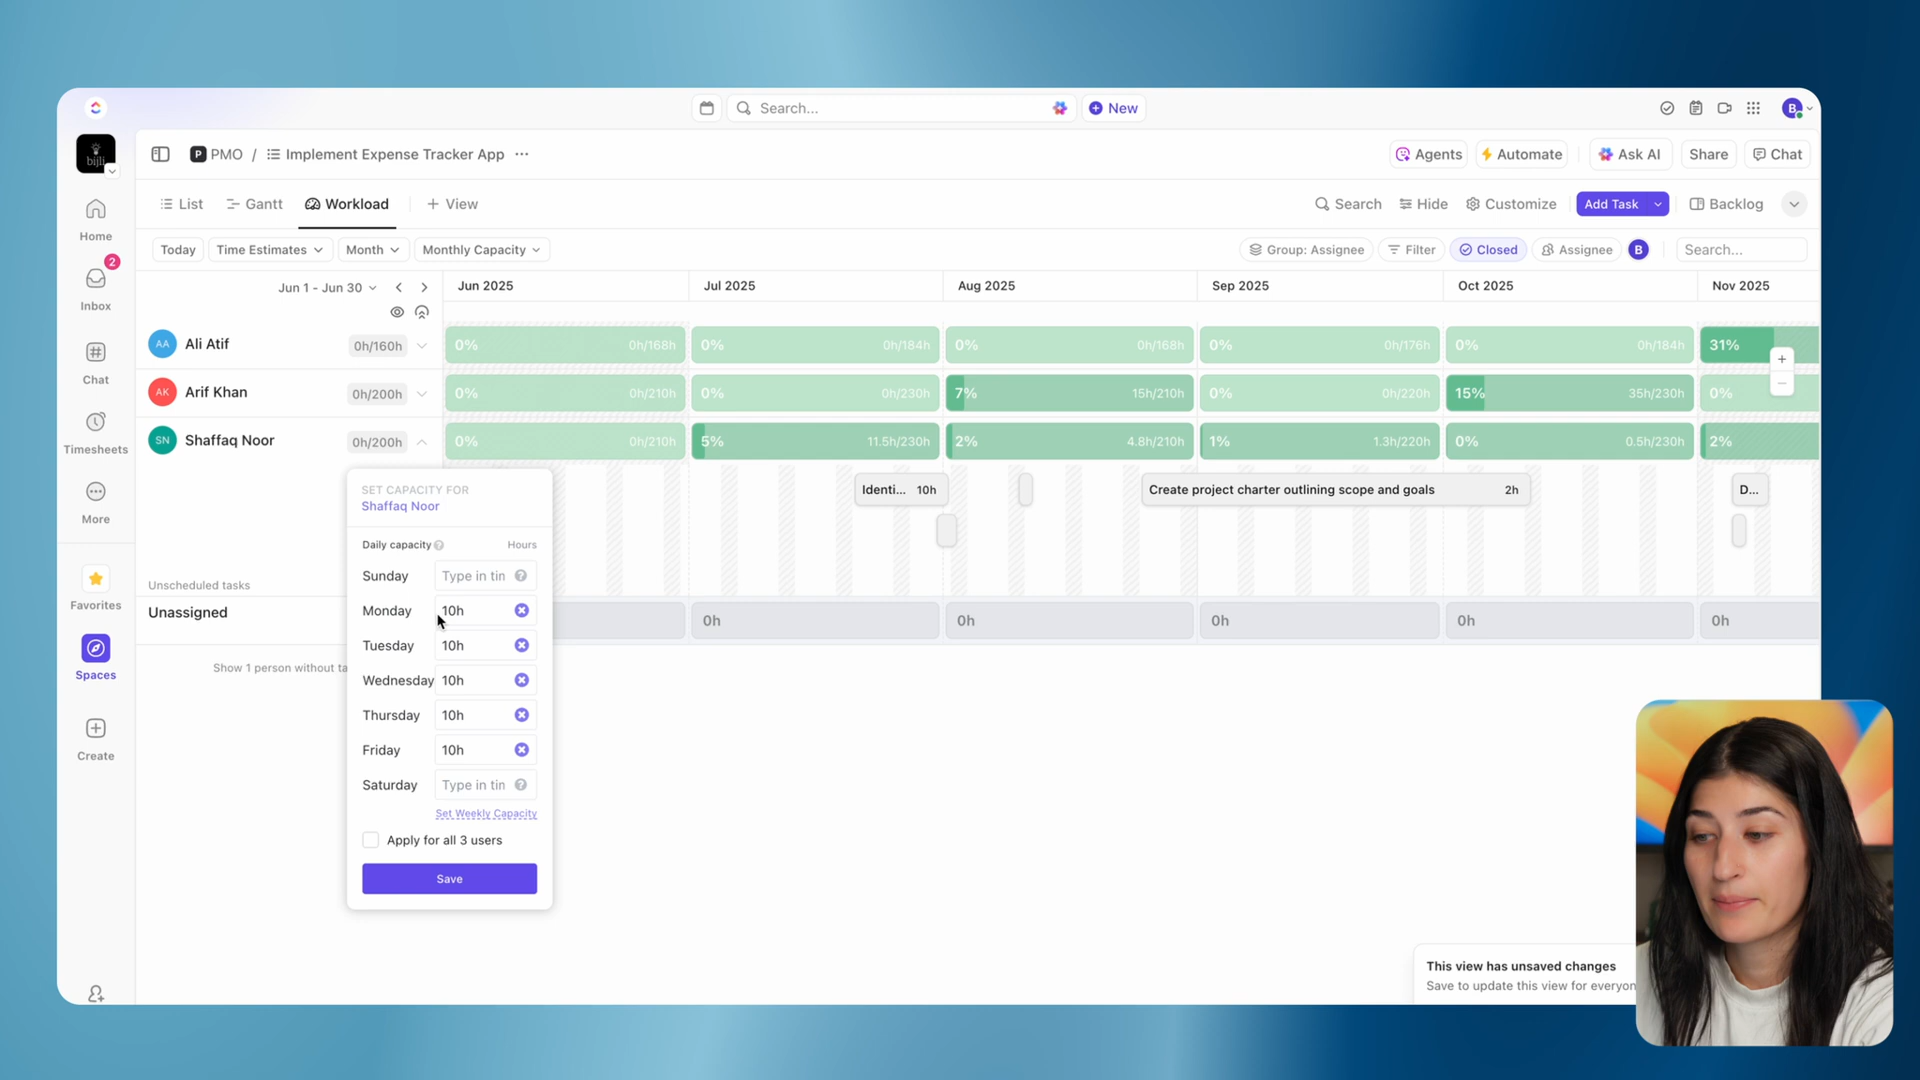 Search...
New
B
bijli
P PMO / Implement Expense Tracker App ...
Agents
Automate
Ask AI
Share
Chat
List
Gantt
Workload
+ View
Search
Hide
Customize
Add Task
Backlog
Today
Time Estimates
Month
Monthly Capacity
Group: Assignee
Filter
Closed
Assignee
B
Search...
Home
2
Inbox
Chat
Timesheets
More
Favorites
Spaces
Create
Jun 1 - Jun 30
Jun 2025
Jul 2025
Aug 2025
Sep 2025
Oct 2025
Nov 2025
AA Ali Atif 0h/160h
0% 0h/168h
0% 0h/184h
0% 0h/168h
0% 0h/176h
0% 0h/184h
31%
AK Arif Khan 0h/200h
0% 0h/210h
0% 0h/230h
7% 15h/210h
0% 0h/220h
15% 35h/230h
0%
SN Shaffaq Noor 0h/200h
0% 0h/210h
5% 11.5h/230h
2% 4.8h/210h
1% 1.3h/220h
0% 0.5h/230h
2%
Identi... 10h
Create project charter outlining scope and goals 2h
D...
Unscheduled tasks
Unassigned
0h
0h
0h
0h
0h
Show 1 person without ta
SET CAPACITY FOR
Shaffaq Noor
Daily capacity ? Hours
Sunday Type in tin ?
Monday 10h
Tuesday 10h
Wednesday 10h
Thursday 10h
Friday 10h
Saturday Type in tin ?
Set Weekly Capacity
Apply for all 3 users
Save
This view has unsaved changes
Save to update this view for everyon